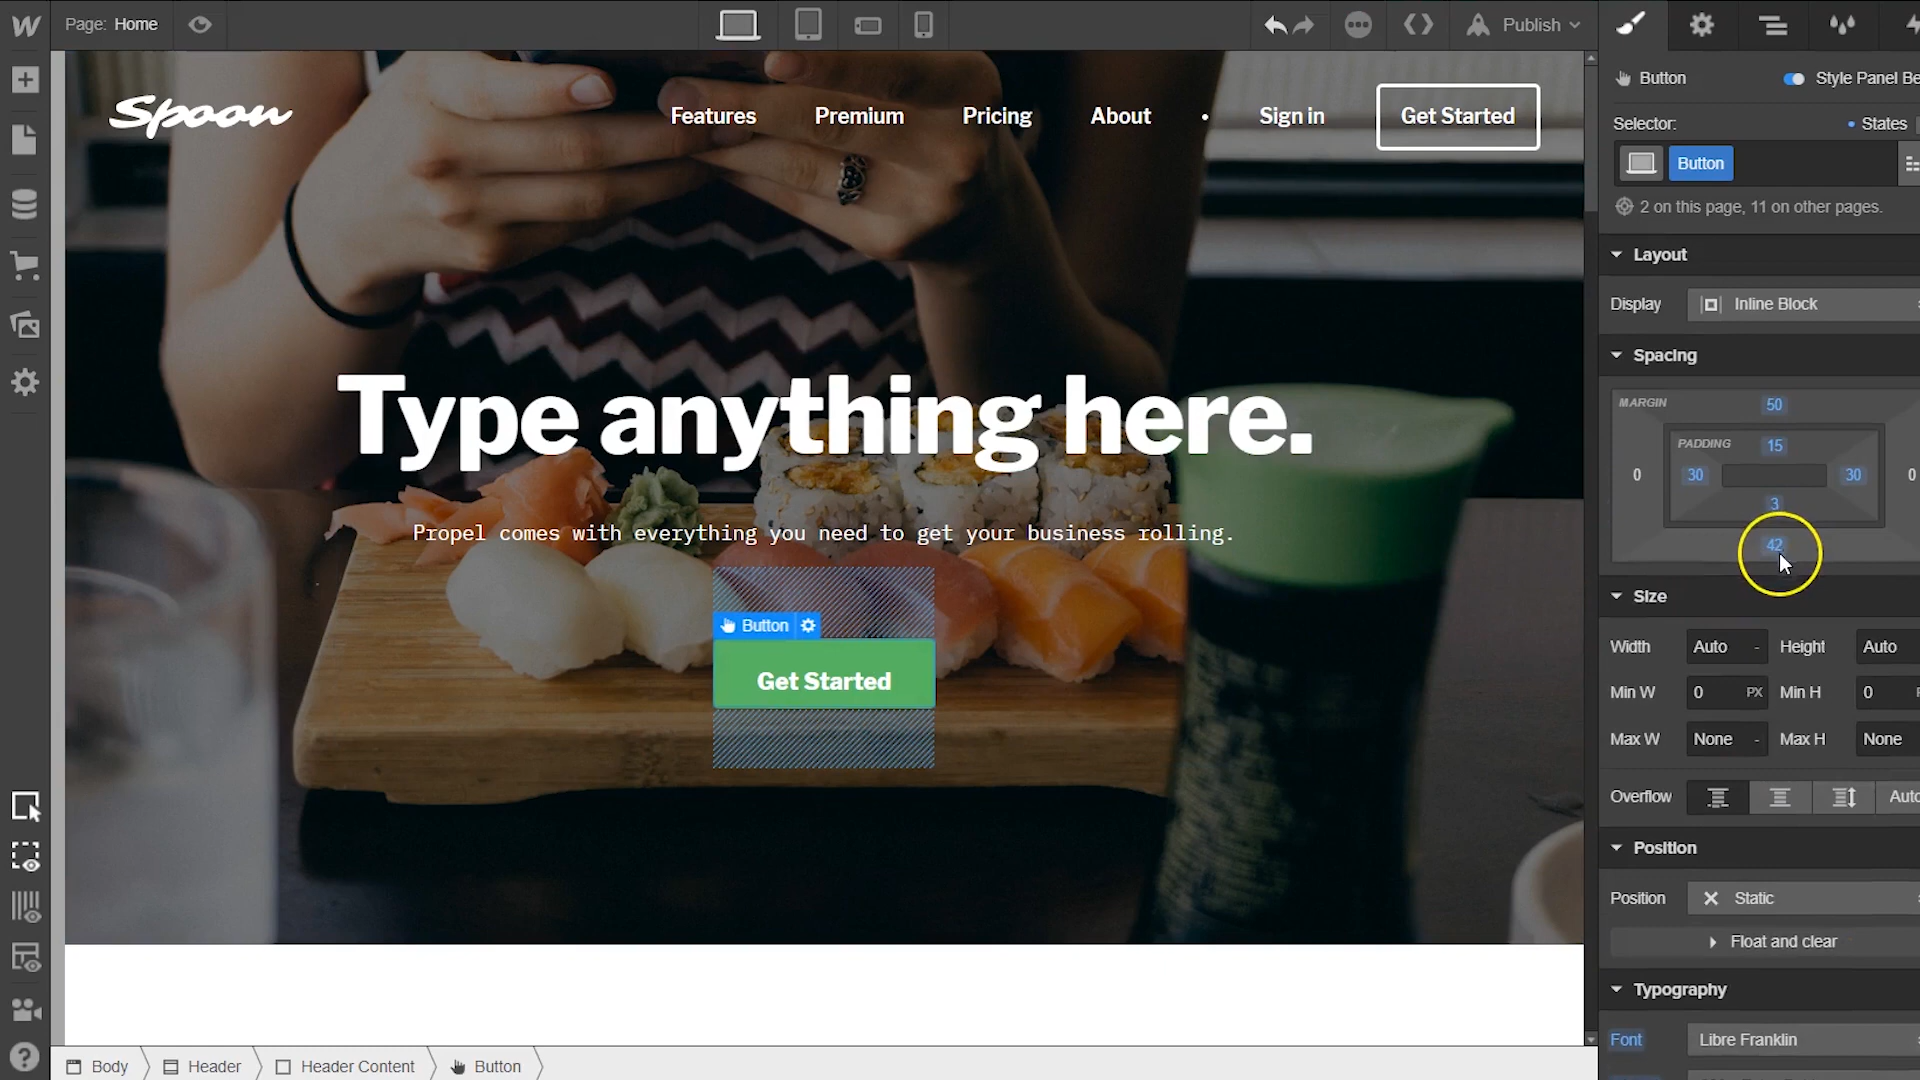 Page: Home
Publish
Spoon
Features Premium Pricing About • Sign in Get Started
Type anything here.
Propel comes with everything you need to get your business rolling.
Button
Get Started
Body Header Header Content Button
Button Style Panel Be
Selector: States
Button
2 on this page, 11 on other pages.
Layout
Display Inline Block
Spacing
MARGIN 50
PADDING 15
0 30 30 0
3
42
Size
Width Auto - Height Auto
Min W 0 PX Min H 0
Max W None - Max H None
Overflow Auto
Position
Position Static
Float and clear
Typography
Font Libre Franklin